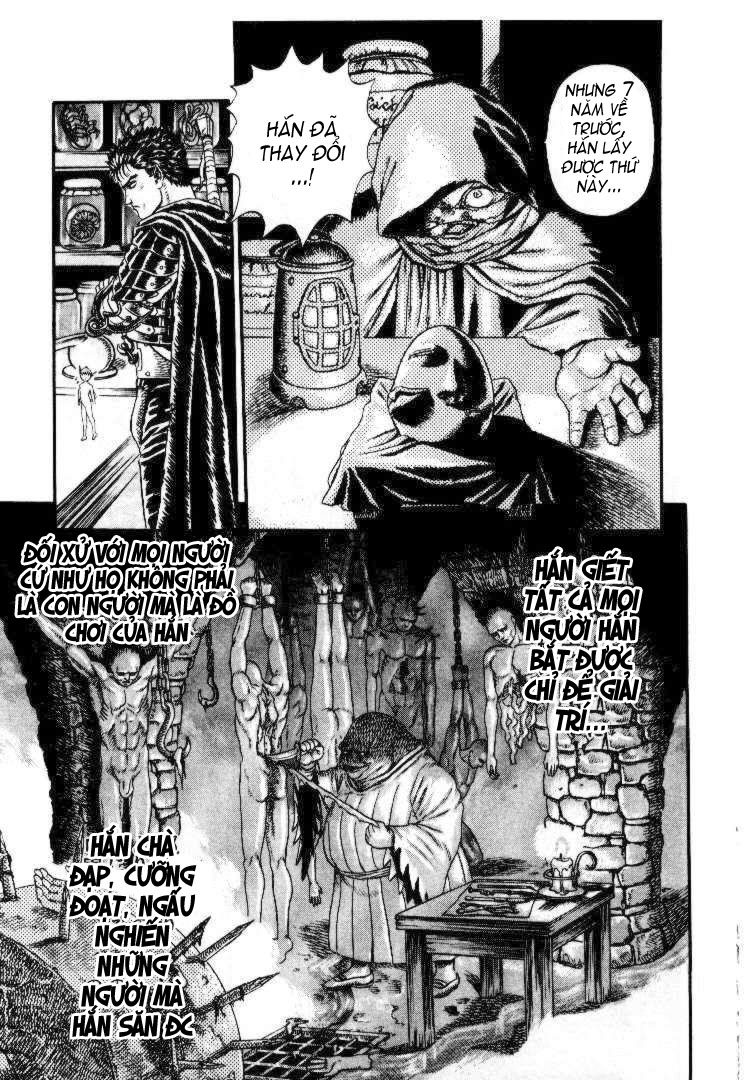 NHƯNG 7
NĂM VỀ
TRƯỚC,
HẮN LẤY
ĐƯỢC THỨ
NÀY...
HẮN ĐÃ
THAY ĐỔI
...!
ĐỐI XỬ VỚI MỌI NGƯỜI
CỨ NHƯ HỌ KHÔNG PHẢI
LÀ CON NGƯỜI MÀ LÀ ĐỒ
CHƠI CỦA HẮN
HẮN GIẾT
TẤT CẢ MỌI
NGƯỜI HẮN
BẮT ĐƯỢC
CHỈ ĐỂ GIẢI
TRÍ...
HẮN CHÀ
ĐẠP, CƯỠNG
ĐOẠT, NGẤU
NGHIẾN
NHỮNG
NGƯỜI MÀ
HẮN SĂN ĐC